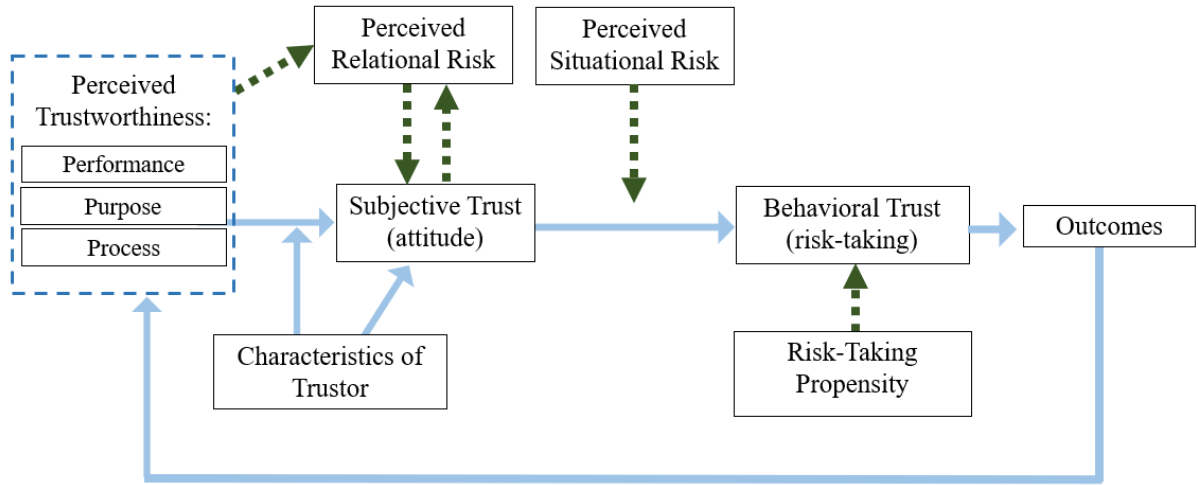 Perceived
Relational Risk
Perceived
Situational Risk
Perceived
Trustworthiness:
Performance
Purpose
Process
Subjective Trust
(attitude)
Behavioral Trust
(risk-taking)
Outcomes
Characteristics of
Trustor
Risk-Taking
Propensity